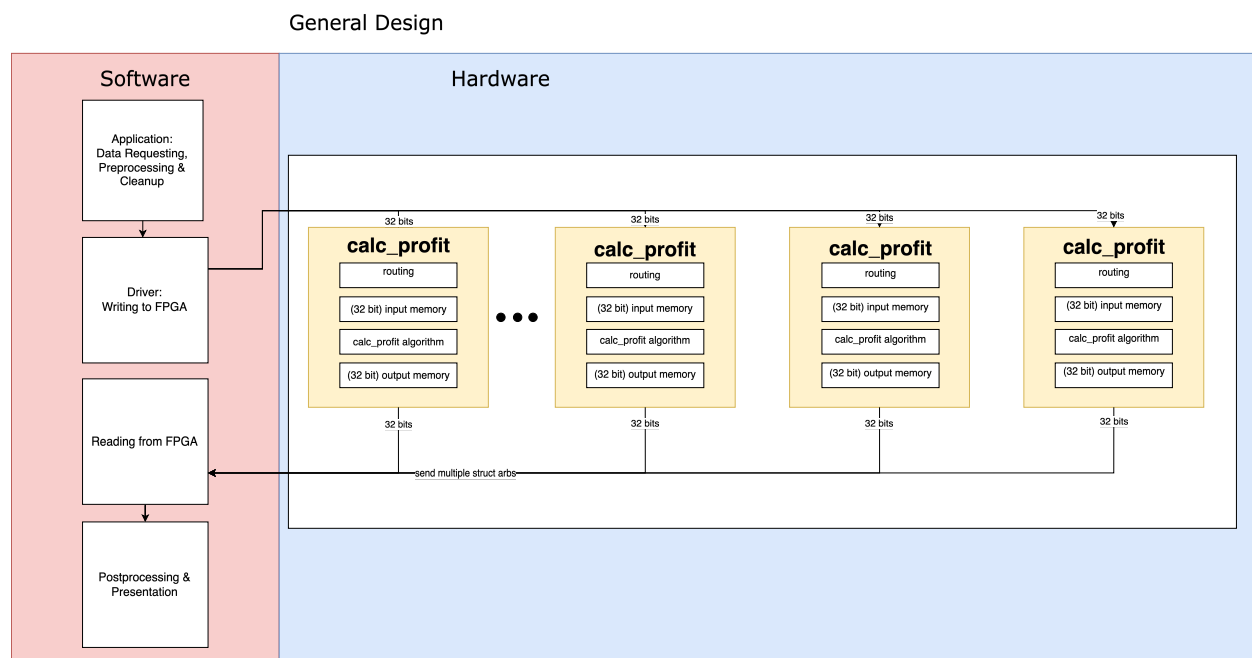 General Design
Software
Hardware
Application:
Data Requesting,
Preprocessing &
Cleanup
Driver:
Writing to FPGA
Reading from FPGA
Postprocessing &
Presentation
32 bits
calc_profit
routing
(32 bit) input memory
calc_profit algorithm
(32 bit) output memory
32 bits
32 bits
calc_profit
routing
(32 bit) input memory
calc_profit algorithm
(32 bit) output memory
32 bits
32 bits
calc_profit
routing
(32 bit) input memory
calc_profit algorithm
(32 bit) output memory
32 bits
32 bits
calc_profit
routing
(32 bit) input memory
calc_profit algorithm
(32 bit) output memory
32 bits
send multiple struct arbs